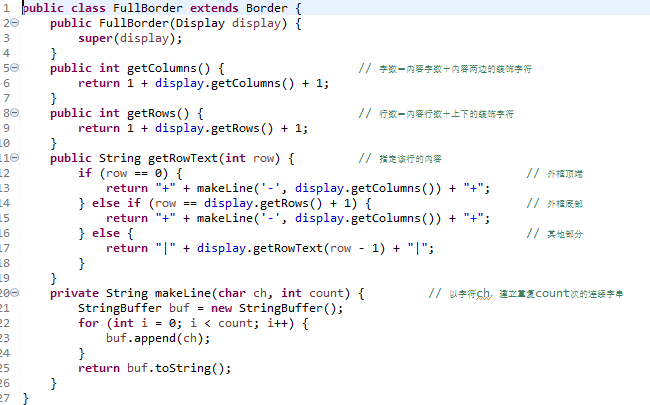 1 public class FullBorder extends Border {
2 public FullBorder(Display display) {
3 super(display);
4 }
5 public int getColumns() { // 字数＝内容字数＋内容两边的装饰字符
6 return 1 + display.getColumns() + 1;
7 }
8 public int getRows() { // 行数＝内容行数＋上下的装饰字符
9 return 1 + display.getRows() + 1;
10 }
11 public String getRowText(int row) { // 指定该行的内容
12 if (row == 0) { // 外框顶端
13 return "+" + makeLine('-', display.getColumns()) + "+";
14 } else if (row == display.getRows() + 1) { // 外框底部
15 return "+" + makeLine('-', display.getColumns()) + "+";
16 } else { // 其他部分
17 return "|" + display.getRowText(row - 1) + "|";
18 }
19 }
20 private String makeLine(char ch, int count) { // 以字符ch，建立重复count次的连续字串
21 StringBuffer buf = new StringBuffer();
22 for (int i = 0; i < count; i++) {
23 buf.append(ch);
24 }
25 return buf.toString();
26 }
27 }